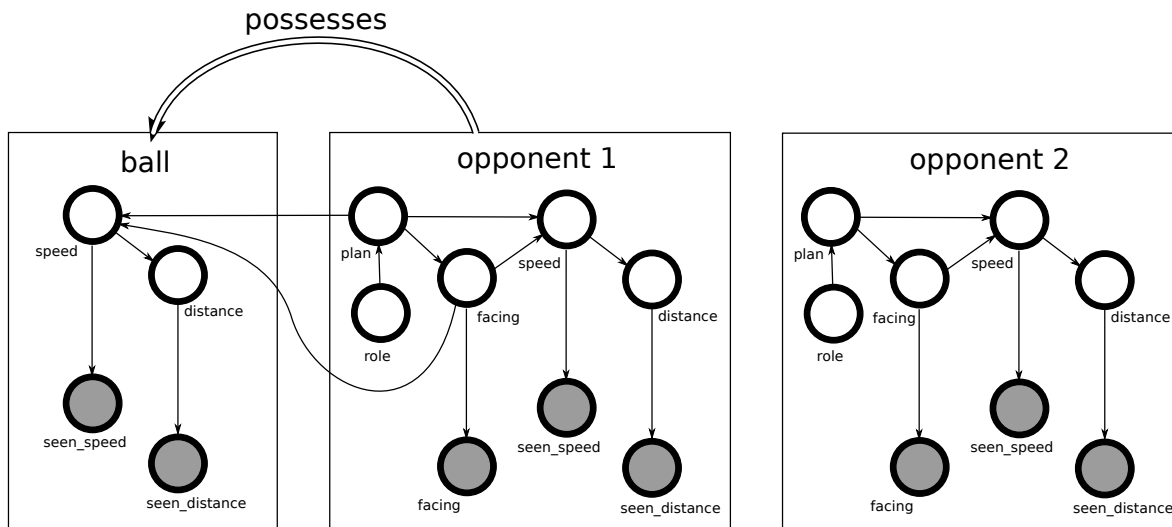 possesses
ball
speed
distance
seen_speed
seen_distance
opponent 1
plan
speed
facing
distance
role
seen_speed
facing
seen_distance
opponent 2
plan
speed
facing
distance
role
seen_speed
facing
seen_distance